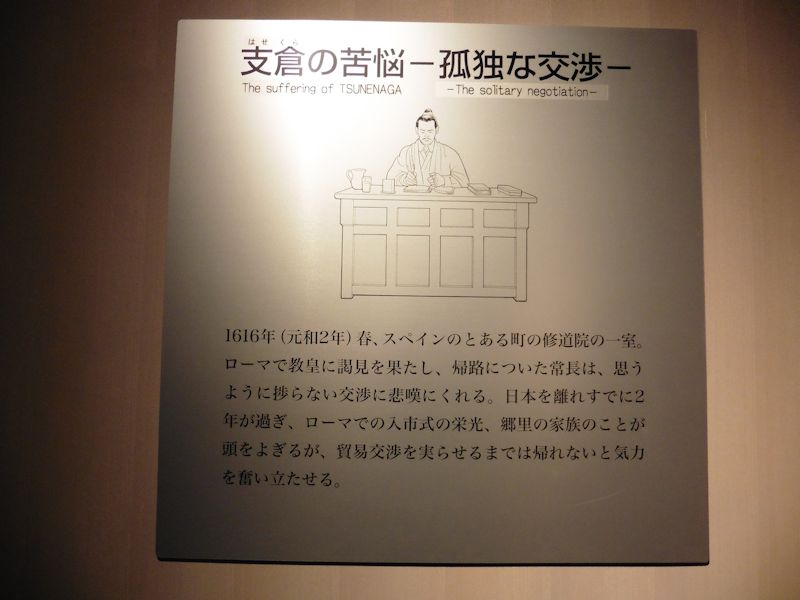 はせくら
支倉の苦悩－孤独な交渉－
The suffering of TSUNENAGA －The solitary negotiation－
1616年（元和2年）春、スペインのとある町の修道院の一室。
ローマで教皇に謁見を果たし、帰路についた常長は、思う
ように捗らない交渉に悲嘆にくれる。日本を離れすでに2
年が過ぎ、ローマでの入市式の栄光、郷里の家族のことが
頭をよぎるが、貿易交渉を実らせるまでは帰れないと気力
を奮い立たせる。